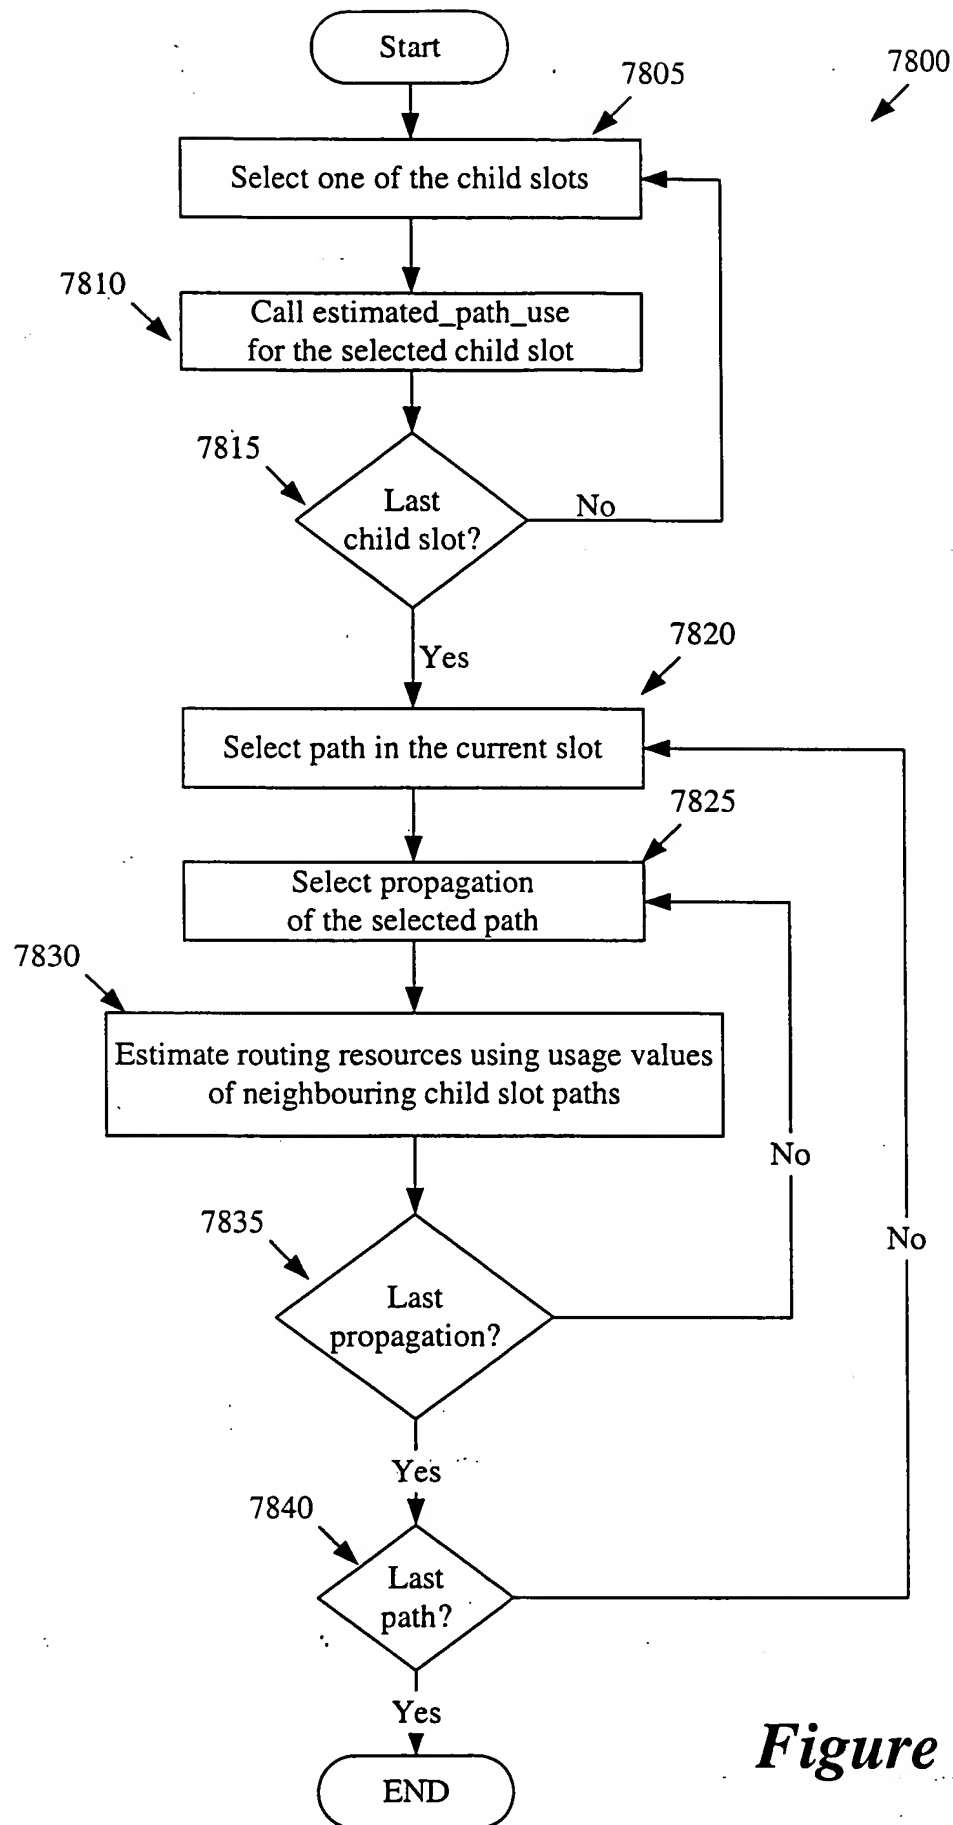 Start
7805
7800
Select one of the child slots
7810
Call estimated_path_use
for the selected child slot
7815
Last
child slot?
No
Yes
7820
Select path in the current slot
7825
Select propagation
of the selected path
7830
Estimate routing resources using usage values
of neighbouring child slot paths
No
7835
No
Last
propagation?
Yes
7840
Last
path?
Yes
Figure
END